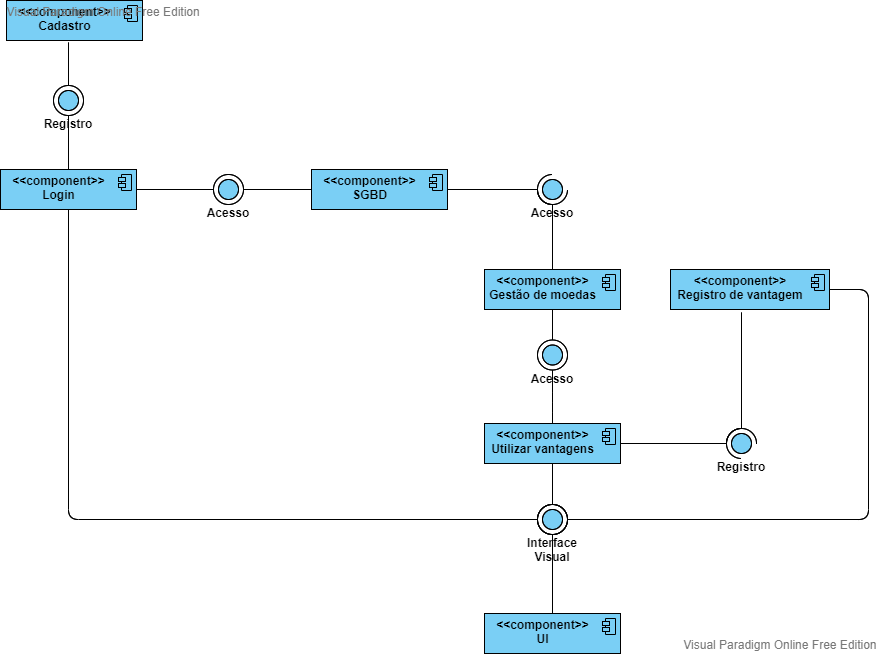 Visual Paradigm Online Free Edition
<<component>>
Cadastro
Registro
<<component>>
Login
Acesso
<<component>>
SGBD
Acesso
<<component>>
Gestão de moedas
<<component>>
Registro de vantagem
Acesso
<<component>>
Utilizar vantagens
Registro
Interface
Visual
<<component>>
UI
Visual Paradigm Online Free Edition